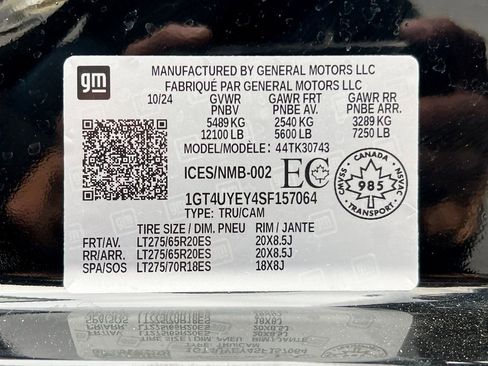 gm
MANUFACTURED BY GENERAL MOTORS LLC
FABRIQUÉ PAR GENERAL MOTORS LLC
10/24 GVWR GAWR FRT GAWR RR
PNBV PNBE AV. PNBE ARR.
5489 KG 2540 KG 3289 KG
12100 LB 5600 LB 7250 LB
MODEL/MODÈLE: 44TK30743
ICES/NMB-002 EC
CANADA
SVMAC NSVAC
985
TRANSPORT
1GT4UYEY4SF157064
TYPE: TRU/CAM
TIRE SIZE / DIM. PNEU RIM / JANTE
FRT/AV. LT275/65R20ES 20X8.5J
RR/ARR. LT275/65R20ES 20X8.5J
SPA/SOS LT275/70R18ES 18X8J